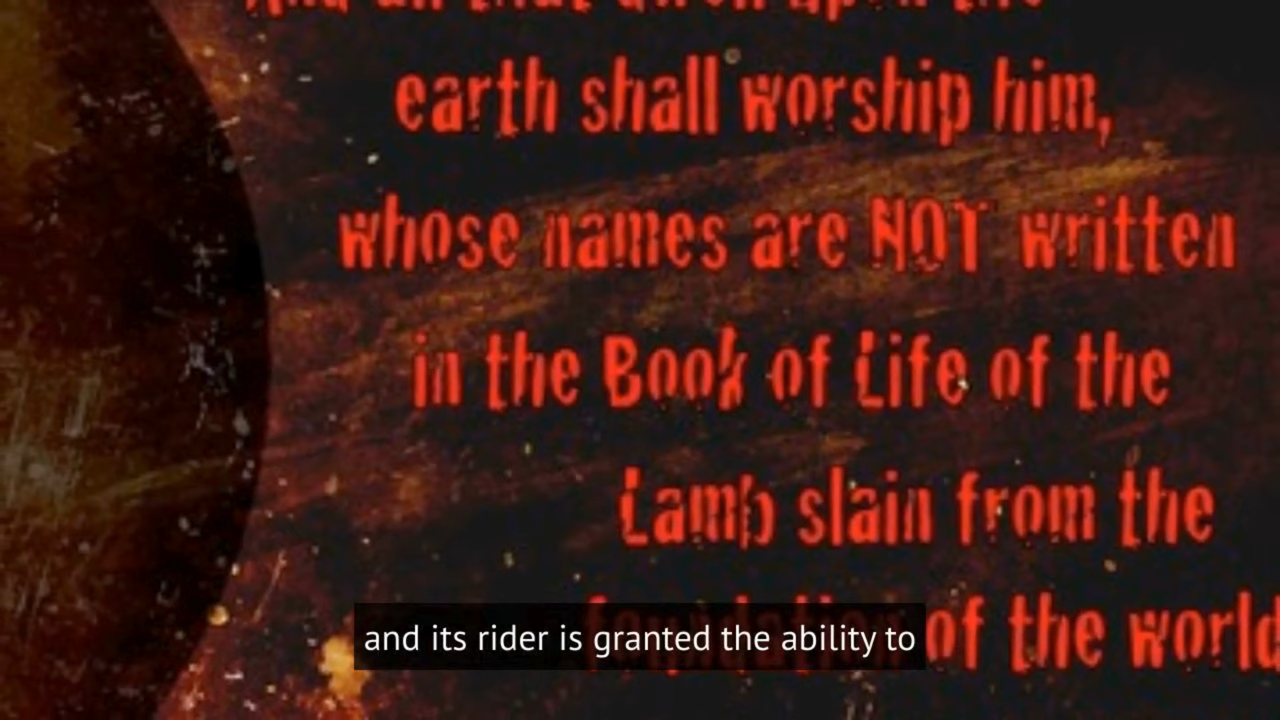 earth shall worship him,
whose names are NOT written
in the Book of Life of the
Lamb slain from the
of the world
and its rider is granted the ability to